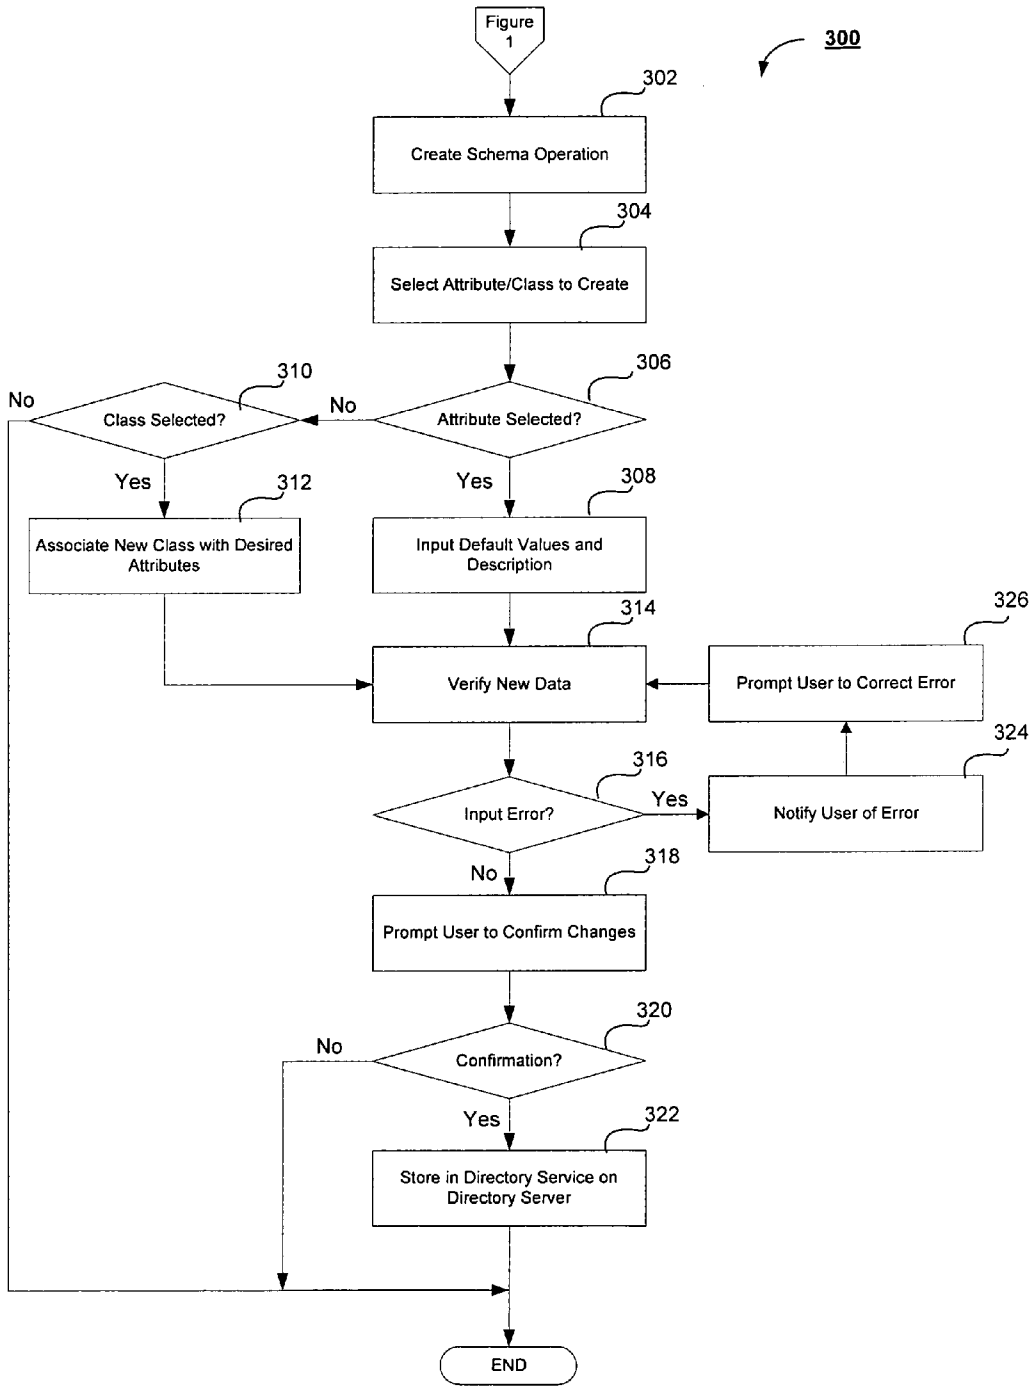 Figure
1
300
302
Create Schema Operation
304
Select Attribute/Class to Create
306
Attribute Selected?
No
310
Class Selected?
No
Yes
312
Associate New Class with Desired
Attributes
Yes
308
Input Default Values and
Description
314
Verify New Data
326
Prompt User to Correct Error
324
Notify User of Error
316
Input Error?
Yes
No
318
Prompt User to Confirm Changes
320
Confirmation?
No
Yes
322
Store in Directory Service on
Directory Server
END